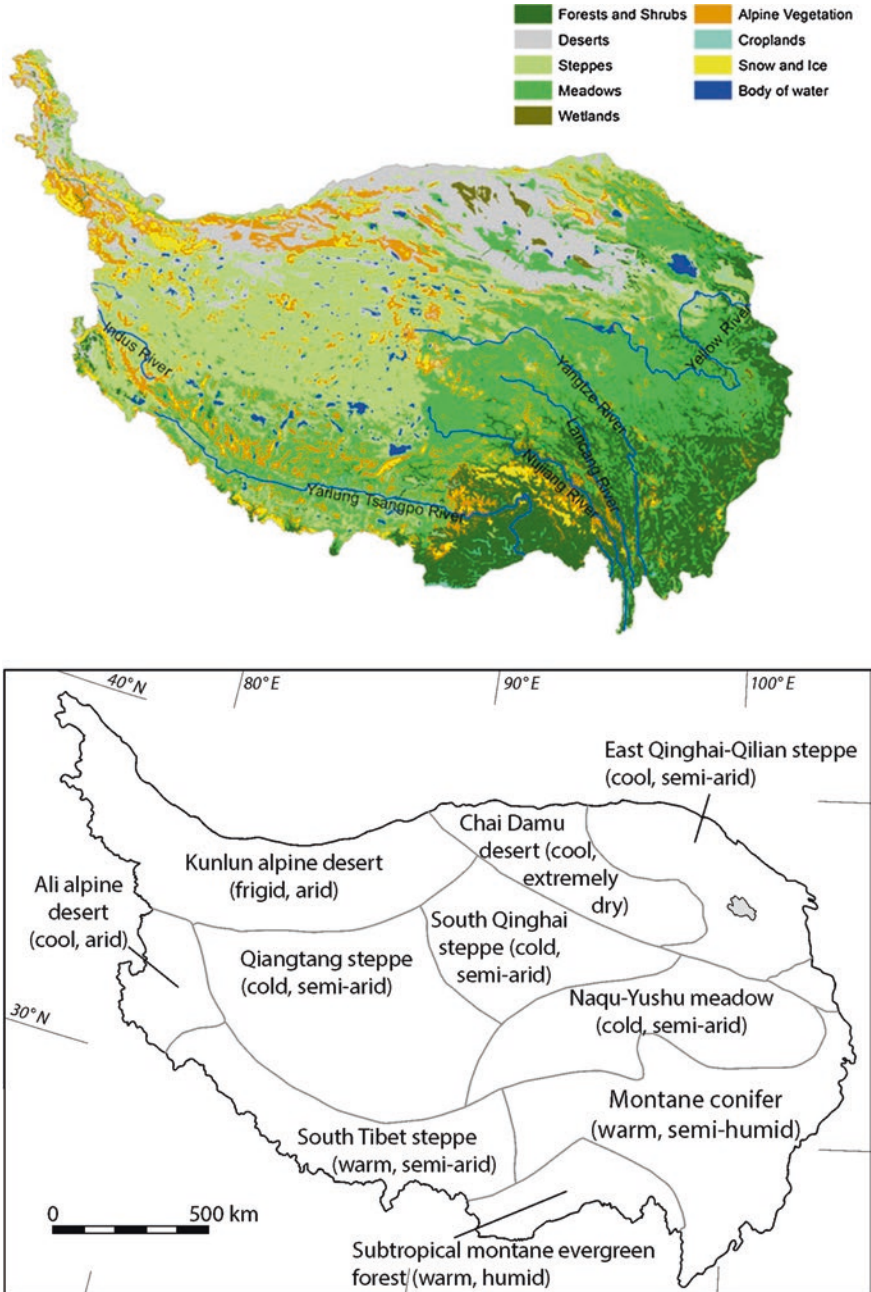 Forests and Shrubs
Deserts
Steppes
Meadows
Wetlands
Alpine Vegetation
Croplands
Snow and Ice
Body of water
Indus River
Yarlung Tsangpo River
Nujiang River
Lancang River
Yangtze River
Yellow River
40°N
80°E
90°E
100°E
East Qinghai-Qilian steppe
(cool, semi-arid)
Chai Damu
desert (cool,
extremely
dry)
Kunlun alpine desert
(frigid, arid)
Ali alpine
desert
(cool, arid)
South Qinghai
steppe (cold,
semi-arid)
Qiangtang steppe
(cold, semi-arid)
Naqu-Yushu meadow
(cold, semi-arid)
30°N
Montane conifer
(warm, semi-humid)
South Tibet steppe
(warm, semi-arid)
0 500 km
Subtropical montane evergreen
forest (warm, humid)